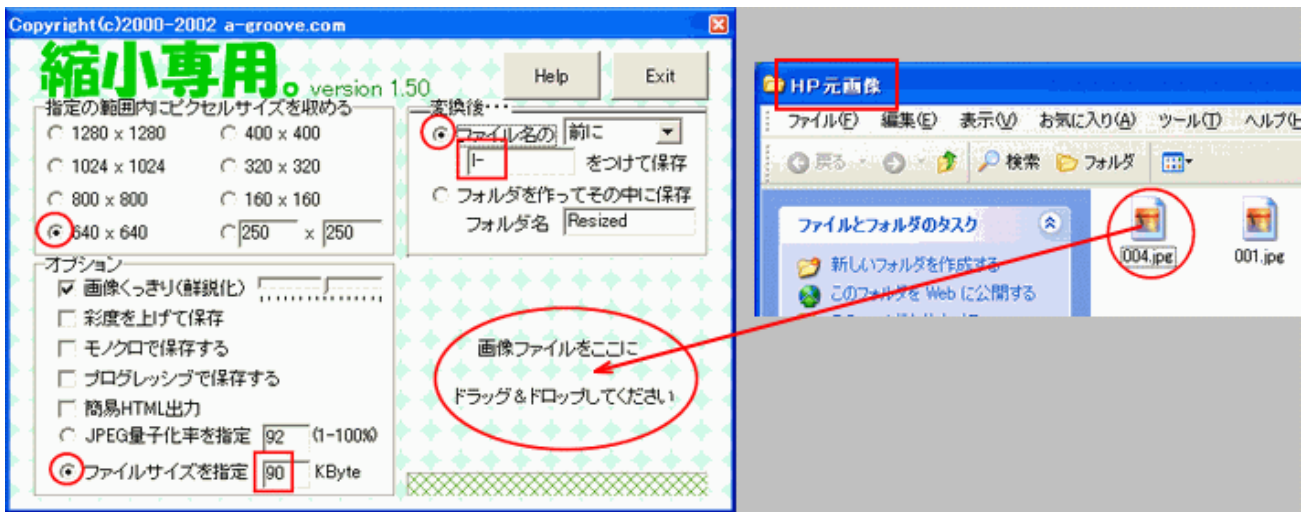 Copyright(c)2000-2002 a-groove.com
縮小専用。version 1.50
Help
Exit
指定の範囲内にピクセルサイズを収める
1280 x 1280
400 x 400
1024 x 1024
320 x 320
800 x 800
160 x 160
640 x 640
250 x 250
変換後・・・
ファイル名の 前に
l-
をつけて保存
フォルダを作ってその中に保存
フォルダ名 Resized
オプション
画像くっきり(鮮鋭化)
彩度を上げて保存
モノクロで保存する
プログレッシブで保存する
簡易HTML出力
JPEG量子化率を指定 92 (1-100%)
ファイルサイズを指定 90 KByte
画像ファイルをここに
ドラッグ&ドロップしてください
HP元画像
ファイル(F) 編集(E) 表示(V) お気に入り(A) ツール(T) ヘルプ(
戻る
検索
フォルダ
ファイルとフォルダのタスク
新しいフォルダを作成する
このフォルダを Web に公開する
004.jpg
001.jpg